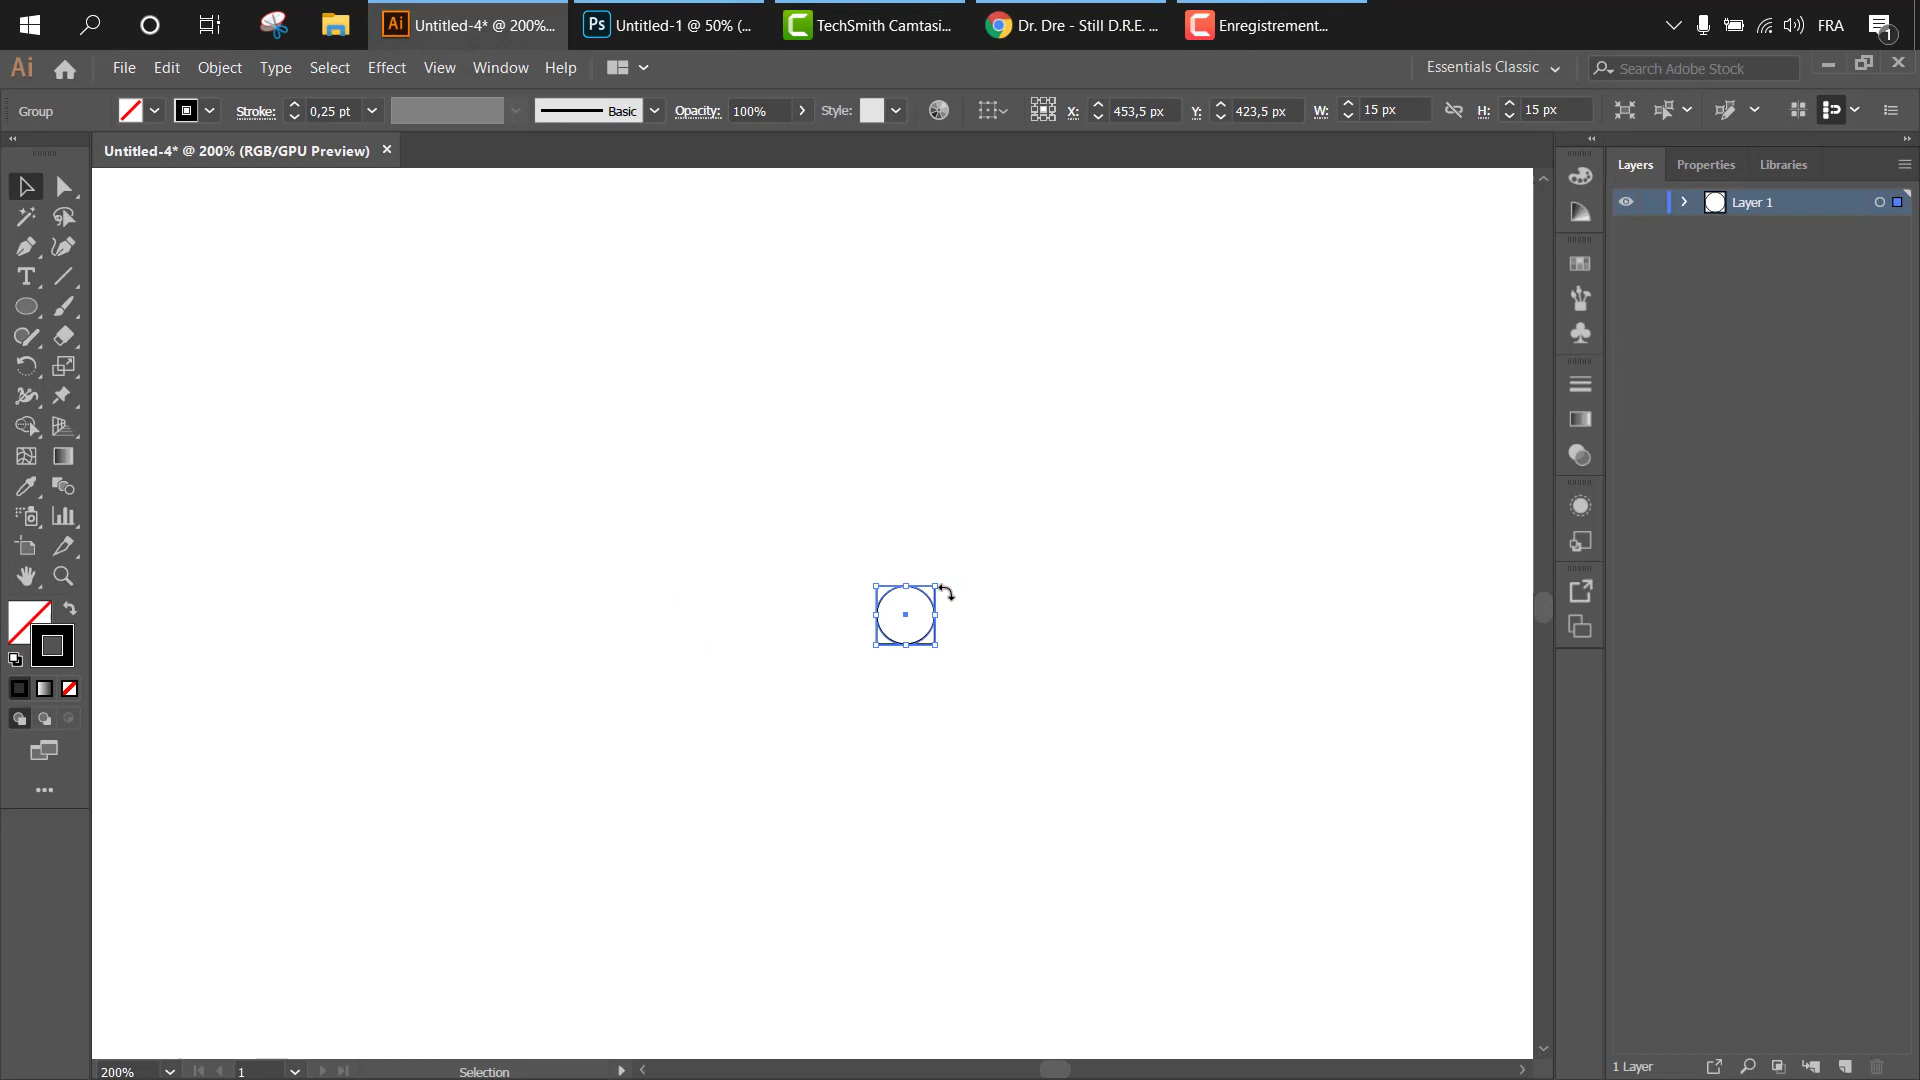 Ai Untitled-4* @ 200%... Ps Untitled-1 @ 50% (... C TechSmith Camtasi... Dr. Dre - Still D.R.E. ... C Enregistrement... FRA 1
Ai File Edit Object Type Select Effect View Window Help Essentials Classic Search Adobe Stock
Group Stroke: 0,25 pt Basic Opacity: 100% Style: X: 453,5 px Y: 423,5 px W: 15 px H: 15 px
Untitled-4* @ 200% (RGB/GPU Preview) Layers Properties Libraries
Layer 1
T
200% 1 Selection 1 Layer